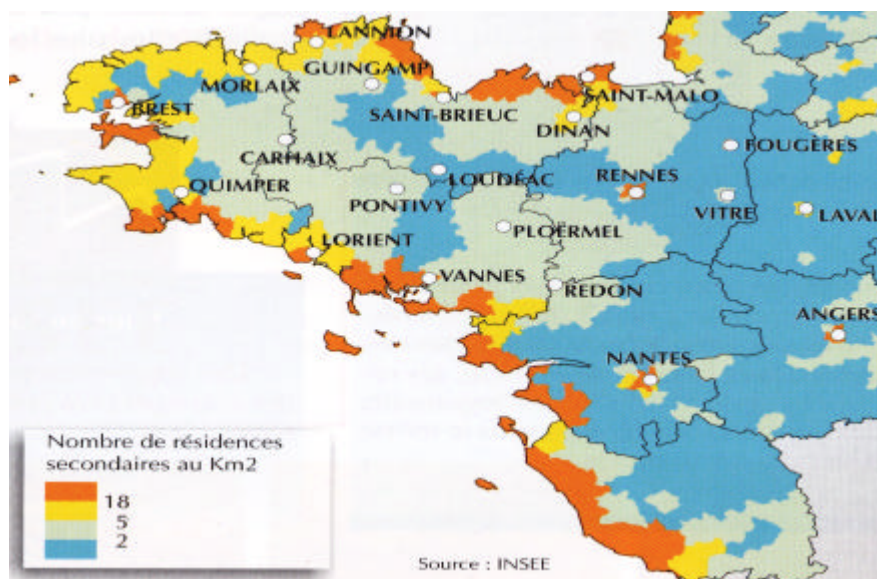 LANNION
GUINGAMP
MORLAIX
BREST
SAINT-BRIEUC
SAINT-MALO
DINAN
FOUGÈRES
CARHAIX
LOUDÉAC
RENNES
QUIMPER
PONTIVY
VITRE
LAVAL
PLOERMEL
LORIENT
VANNES
REDON
ANGERS
NANTES
Nombre de résidences
secondaires au Km2
18
5
2
Source : INSEE